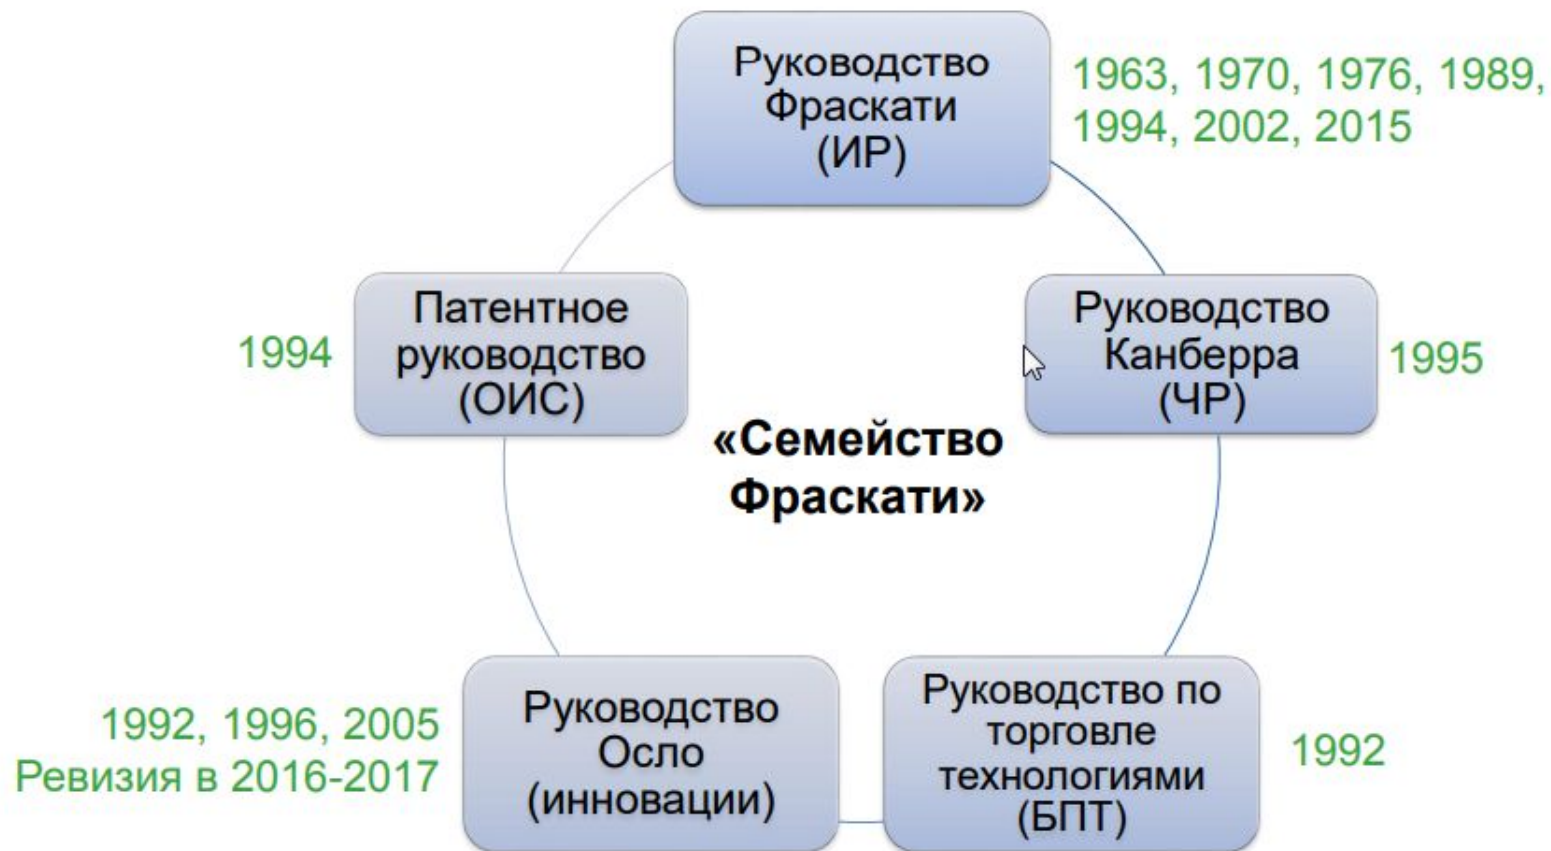 Руководство
Фраскати
(ИР)
1963, 1970, 1976, 1989,
1994, 2002, 2015
Патентное
руководство
(ОИС)
1994
Руководство
Канберра
(ЧР)
1995
«Семейство
Фраскати»
1992, 1996, 2005
Ревизия в 2016-2017
Руководство
Осло
(инновации)
Руководство по
торговле
технологиями
(БПТ)
1992